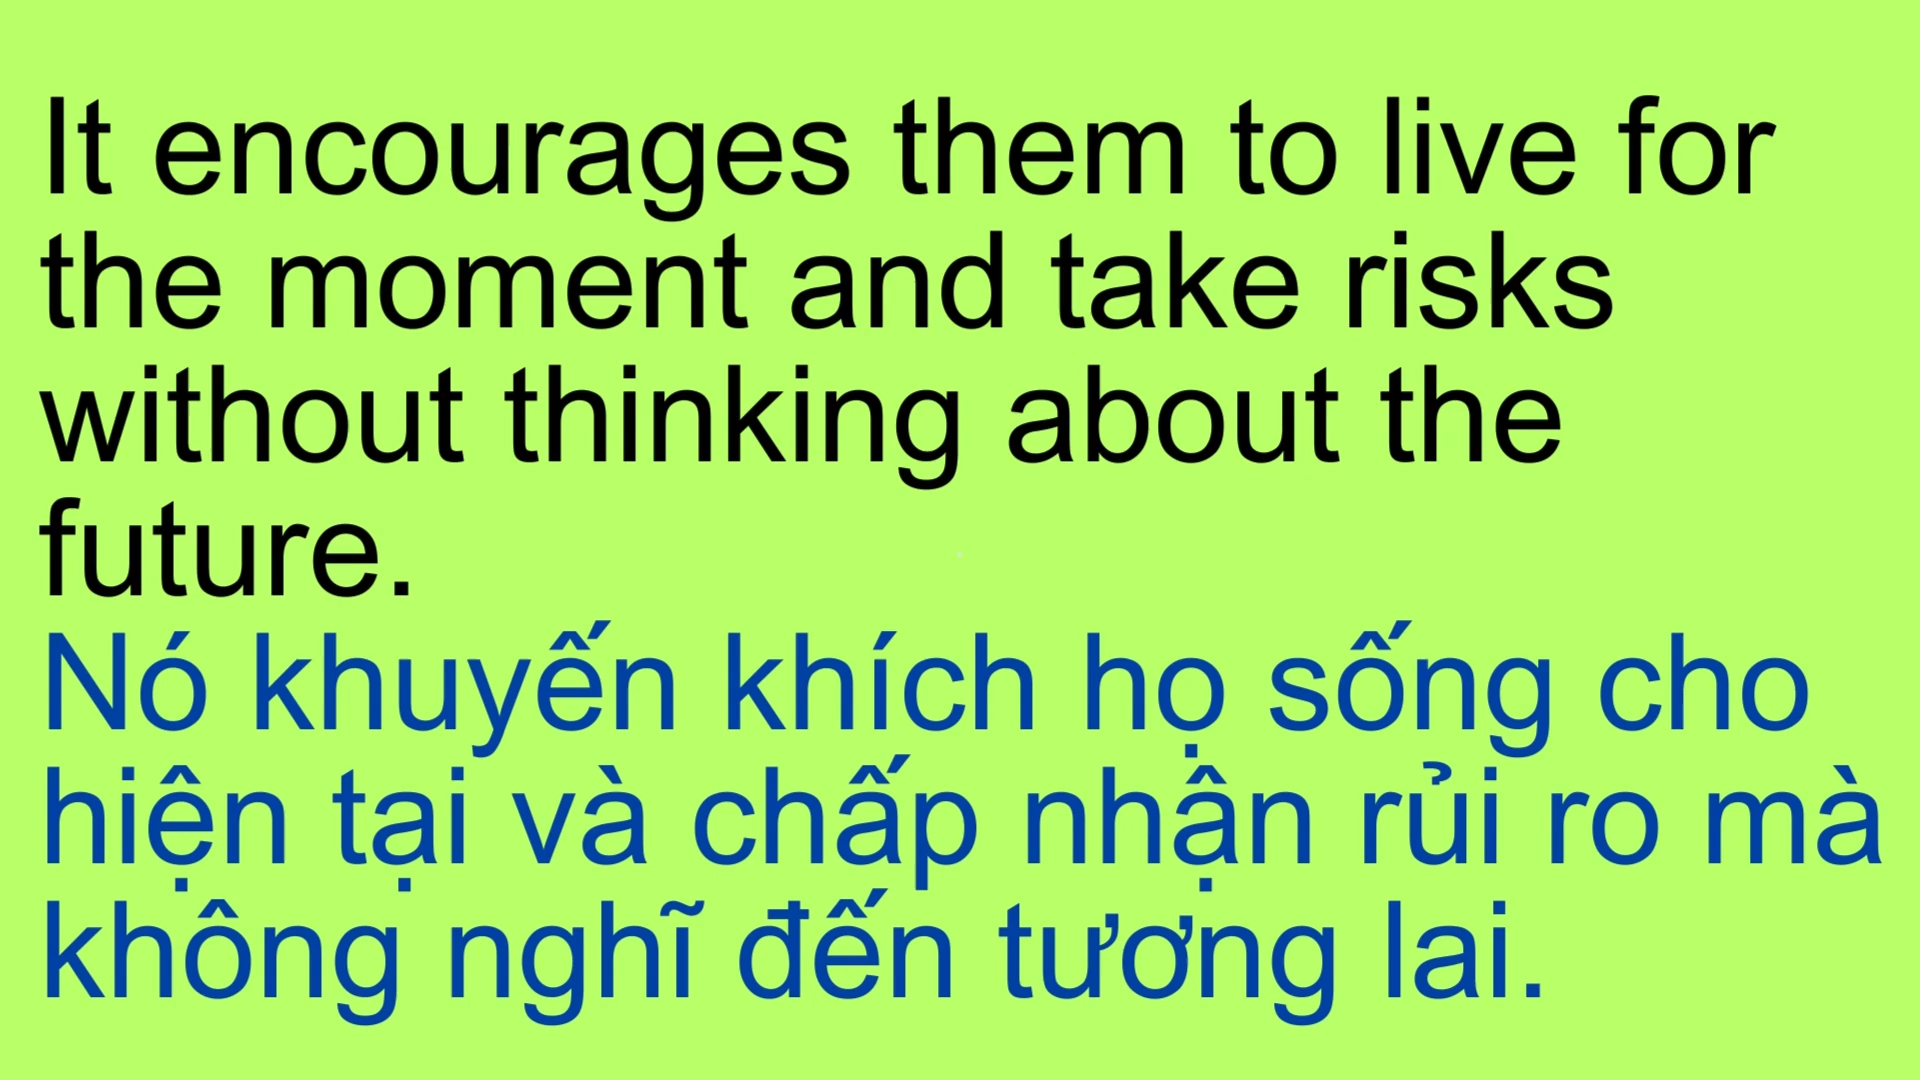 It encourages them to live for
the moment and take risks
without thinking about the
future.
Nó khuyến khích họ sống cho
hiện tại và chấp nhận rủi ro mà
không nghĩ đến tương lai.